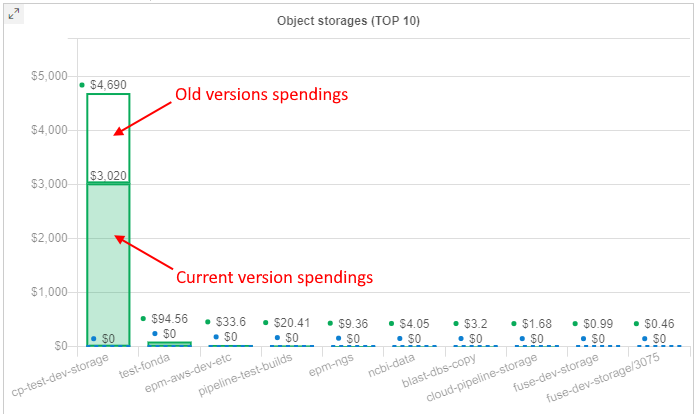 Object storages (TOP 10)
$5,000
$4,690
Old versions spendings
$4,000
$3,020
$3,000
$2,000
Current version spendings
$1,000
$94.56 $33.6 $20.41 $9.36 $4.05 $3.2 $1.68 $0.99 $0.46
$0 $0 $0 $0 $0 $0 $0 $0 $0 $0
$0
cp-test-dev-storage
test-fonda
epm-aws-dev-etc
pipeline-test-builds
epm-ngs
ncbi-data
blast-dbs-copy
cloud-pipeline-storage
fuse-dev-storage
fuse-dev-storage/3075